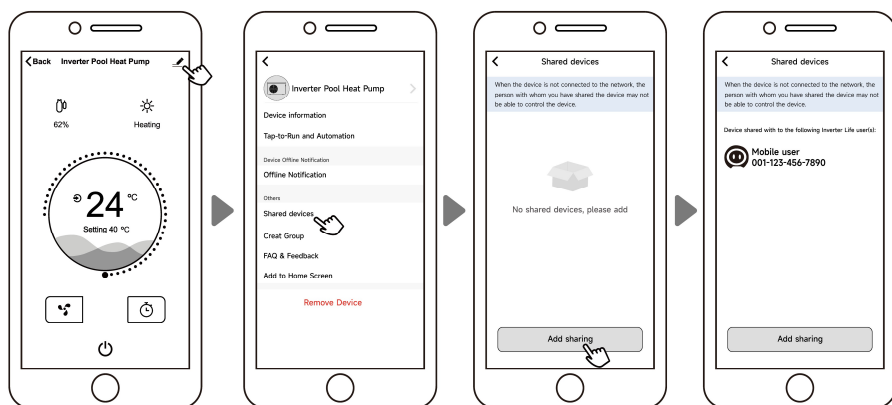 Back Inverter Pool Heat Pump
62% Heating
24 °C
Setting 40 °C
Inverter Pool Heat Pump
Device information
Tap-to-Run and Automation
Device Offline Notification
Offline Notification
Others
Shared devices
Creat Group
FAQ & Feedback
Add to Home Screen
Remove Device
Shared devices
When the device is not connected to the network, the
person with whom you have shared the device may not
be able to control the device.
No shared devices, please add
Add sharing
Shared devices
When the device is not connected to the network, the
person with whom you have shared the device may not
be able to control the device.
Device shared with to the following Inverter Life user(s):
Mobile user
001-123-456-7890
Add sharing